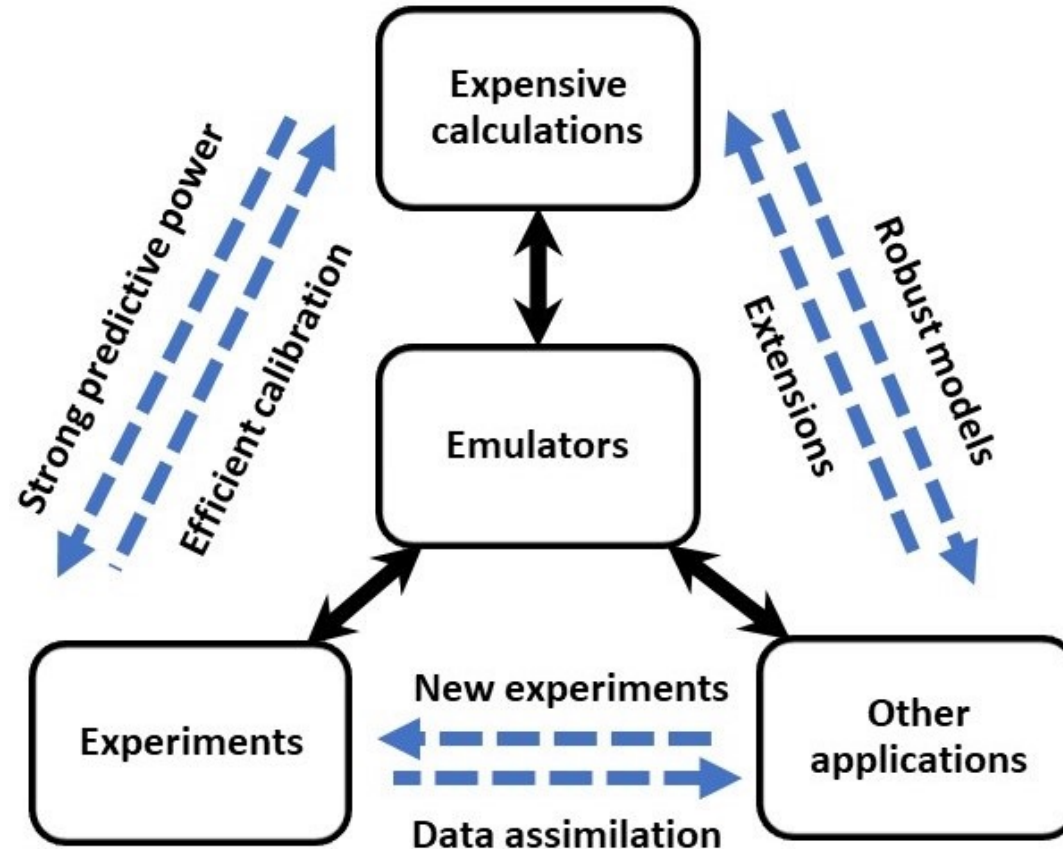 Expensive
calculations
Strong predictive power
Efficient calibration
Robust models
Extensions
Emulators
Experiments
New experiments
Data assimilation
Other
applications